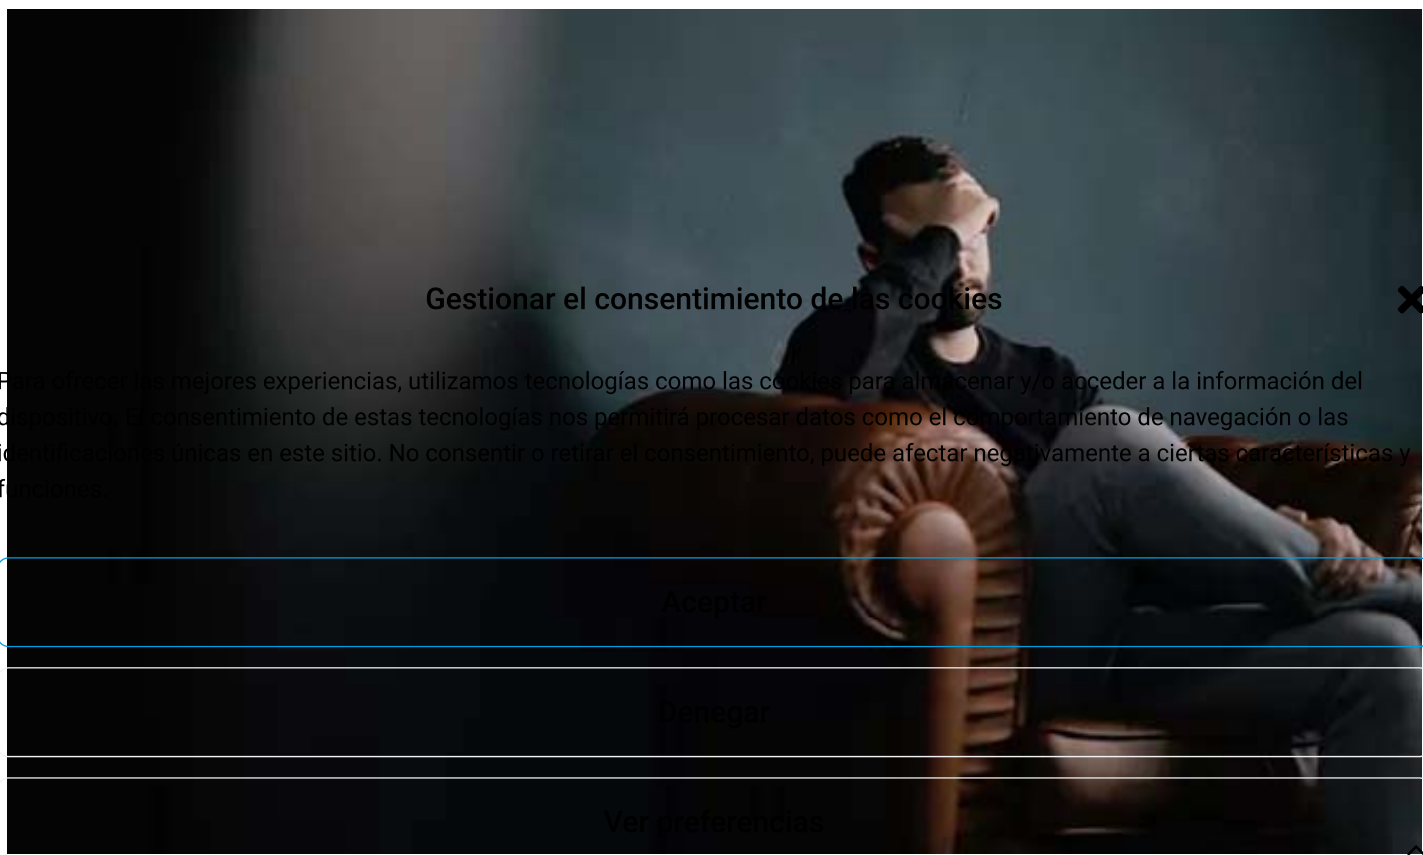 Gestionar el consentimiento de las cookies
Para ofrecer las mejores experiencias, utilizamos tecnologías como las cookies para almacenar y/o acceder a la información del
dispositivo. El consentimiento de estas tecnologías nos permitirá procesar datos como el comportamiento de navegación o las
identificaciones únicas en este sitio. No consentir o retirar el consentimiento, puede afectar negativamente a ciertas características y
funciones.
Aceptar
Denegar
Ver preferencias